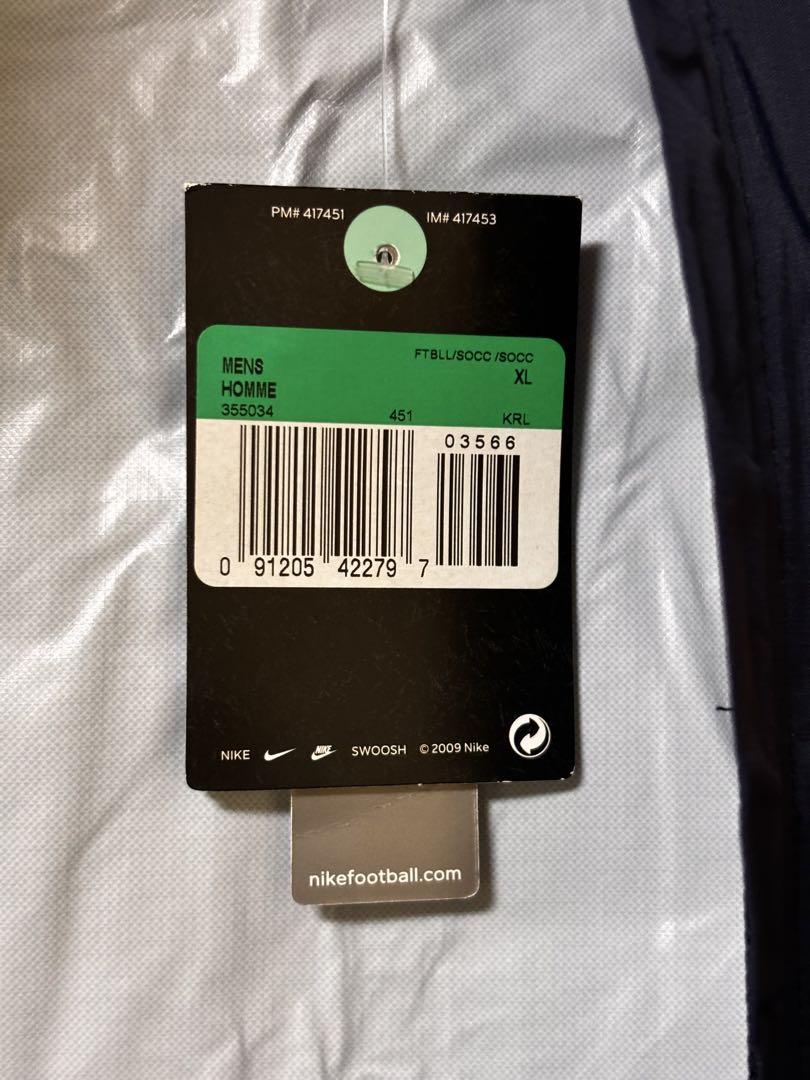 PM# 417451 IM# 417453
FTBLL/SOCC /SOCC
MENS XL
HOMME
355034 451 KRL
03566
0 91205 42279 7
NIKE NIKE SWOOSH © 2009 Nike
nikefootball.com